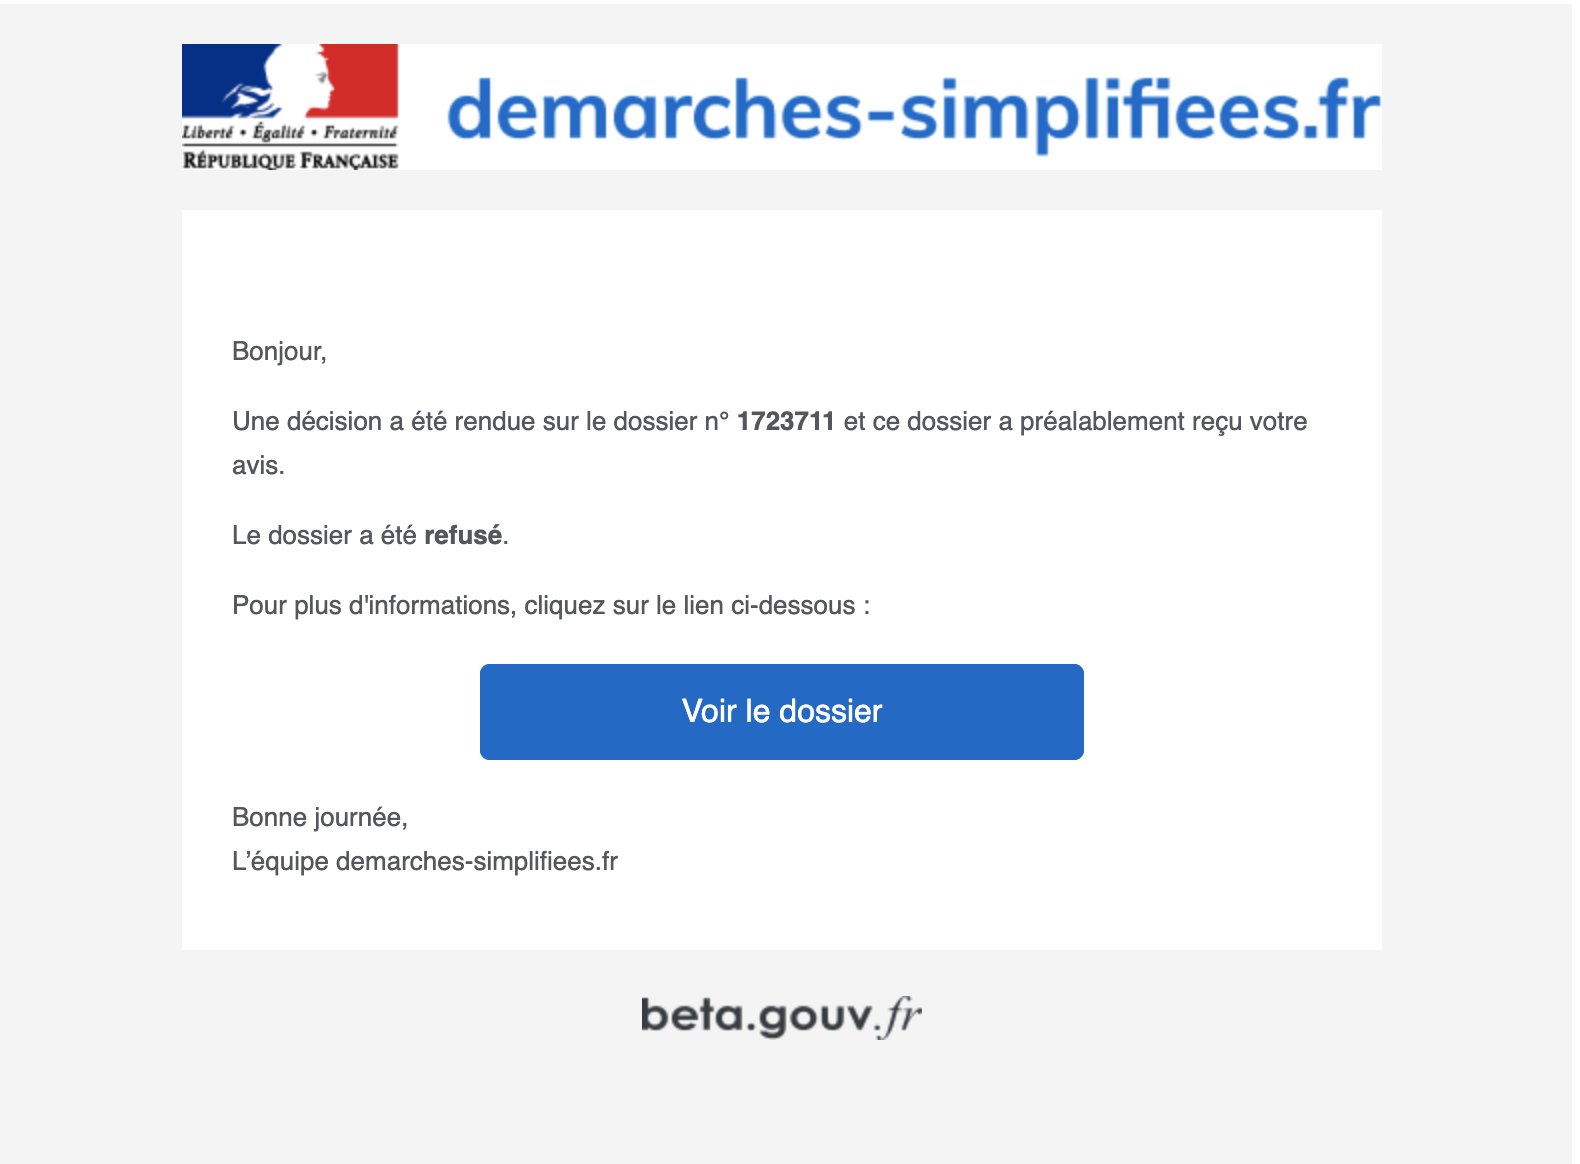 Liberté • Égalité • Fraternité
RÉPUBLIQUE FRANÇAISE
demarches-simplifiees.fr
Bonjour,
Une décision a été rendue sur le dossier n° 1723711 et ce dossier a préalablement reçu votre
avis.
Le dossier a été refusé.
Pour plus d'informations, cliquez sur le lien ci-dessous :
Voir le dossier
Bonne journée,
L’équipe demarches-simplifiees.fr
beta.gouv.fr